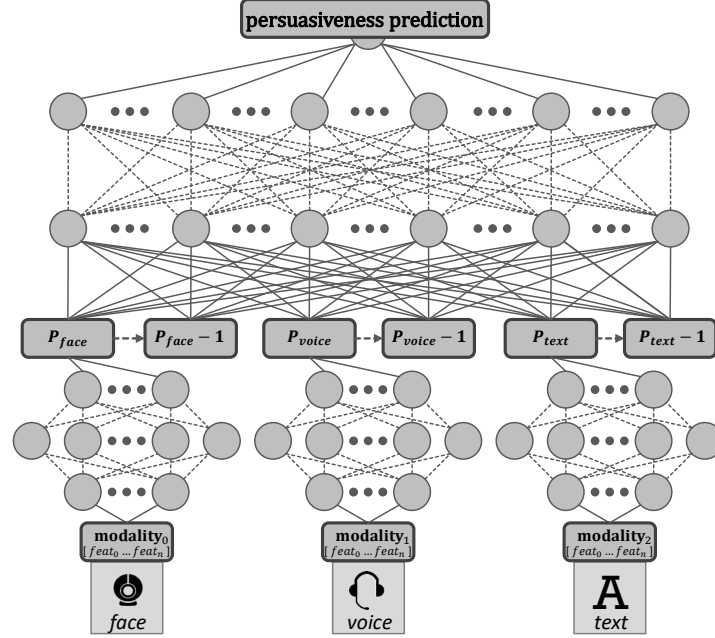 persuasiveness prediction
P_face P_face − 1 P_voice P_voice − 1 P_text P_text − 1
modality_0 modality_1 modality_2
[ feat_0 … feat_n ] [ feat_0 … feat_n ] [ feat_0 … feat_n ]
A
face voice text